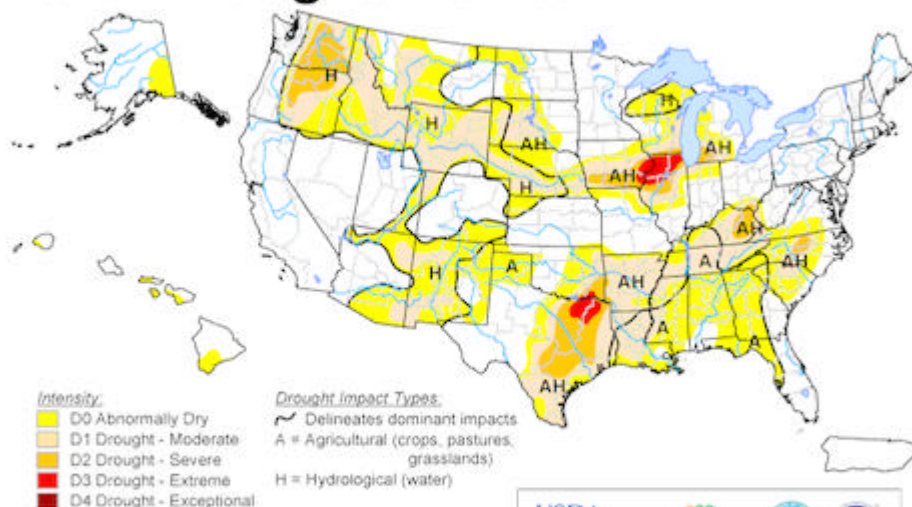 H
H
H
AH
AH
H
AH
H
A
AH
A
AH
AH
A
A
AH
Intensity:
D0 Abnormally Dry
D1 Drought - Moderate
D2 Drought - Severe
D3 Drought - Extreme
D4 Drought - Exceptional
Drought Impact Types:
Delineates dominant impacts
A = Agricultural (crops, pastures,
grasslands)
H = Hydrological (water)